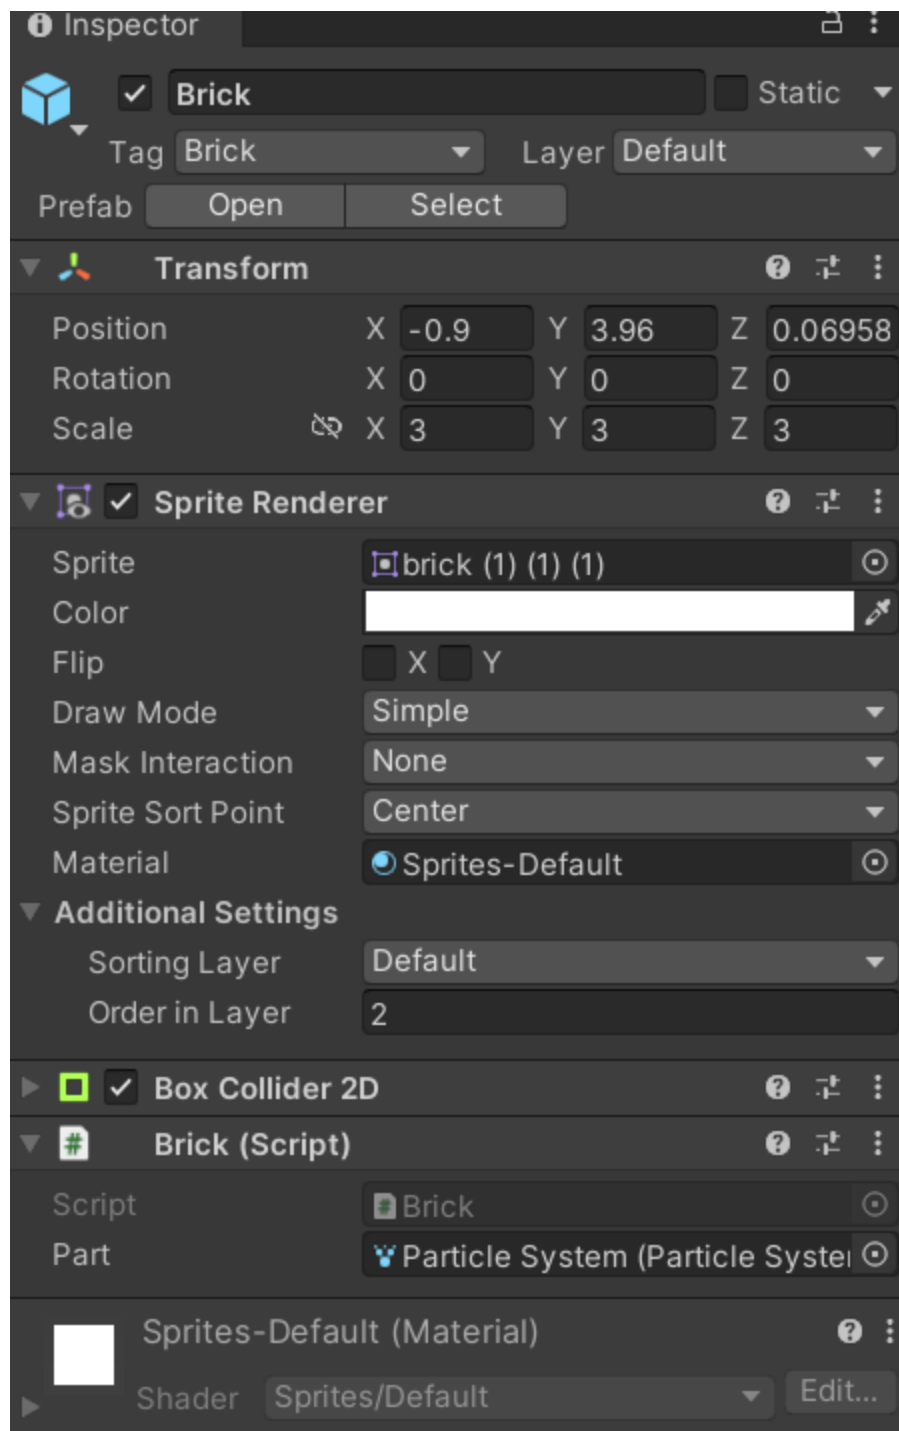 Inspector
Brick Static
Tag Brick Layer Default
Prefab Open Select
Transform
Position X -0.9 Y 3.96 Z 0.06958
Rotation X 0 Y 0 Z 0
Scale X 3 Y 3 Z 3
Sprite Renderer
Sprite brick (1) (1) (1)
Color
Flip X Y
Draw Mode Simple
Mask Interaction None
Sprite Sort Point Center
Material Sprites-Default
Additional Settings
Sorting Layer Default
Order in Layer 2
Box Collider 2D
# Brick (Script)
Script # Brick
Part Particle System (Particle Syste
Sprites-Default (Material)
Shader Sprites/Default Edit...